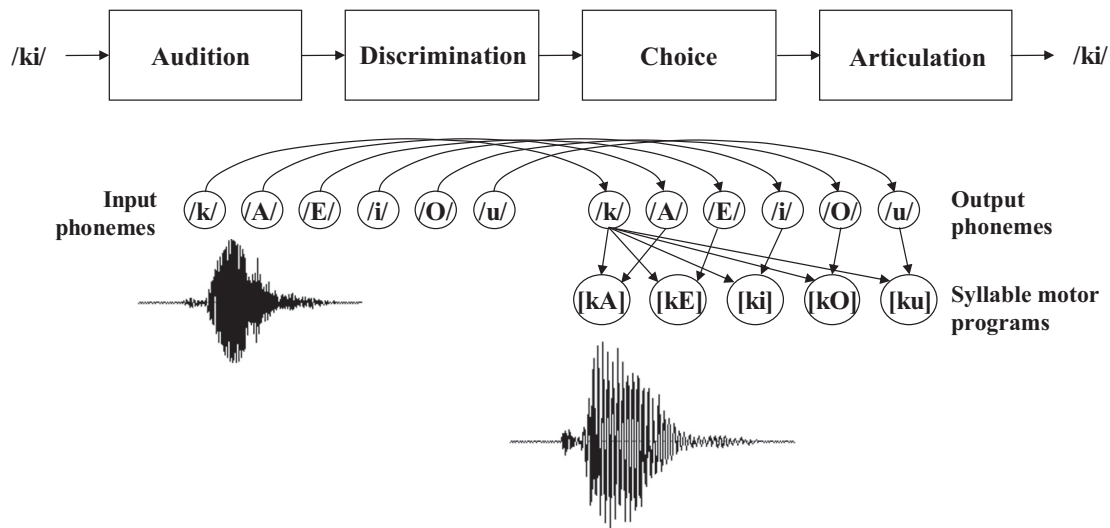 /ki/ Audition Discrimination Choice Articulation /ki/
Input phonemes /k/ /A/ /E/ /i/ /O/ /u/ /k/ /A/ /E/ /i/ /O/ /u/ Output phonemes
[kA] [kE] [ki] [kO] [ku] Syllable motor programs